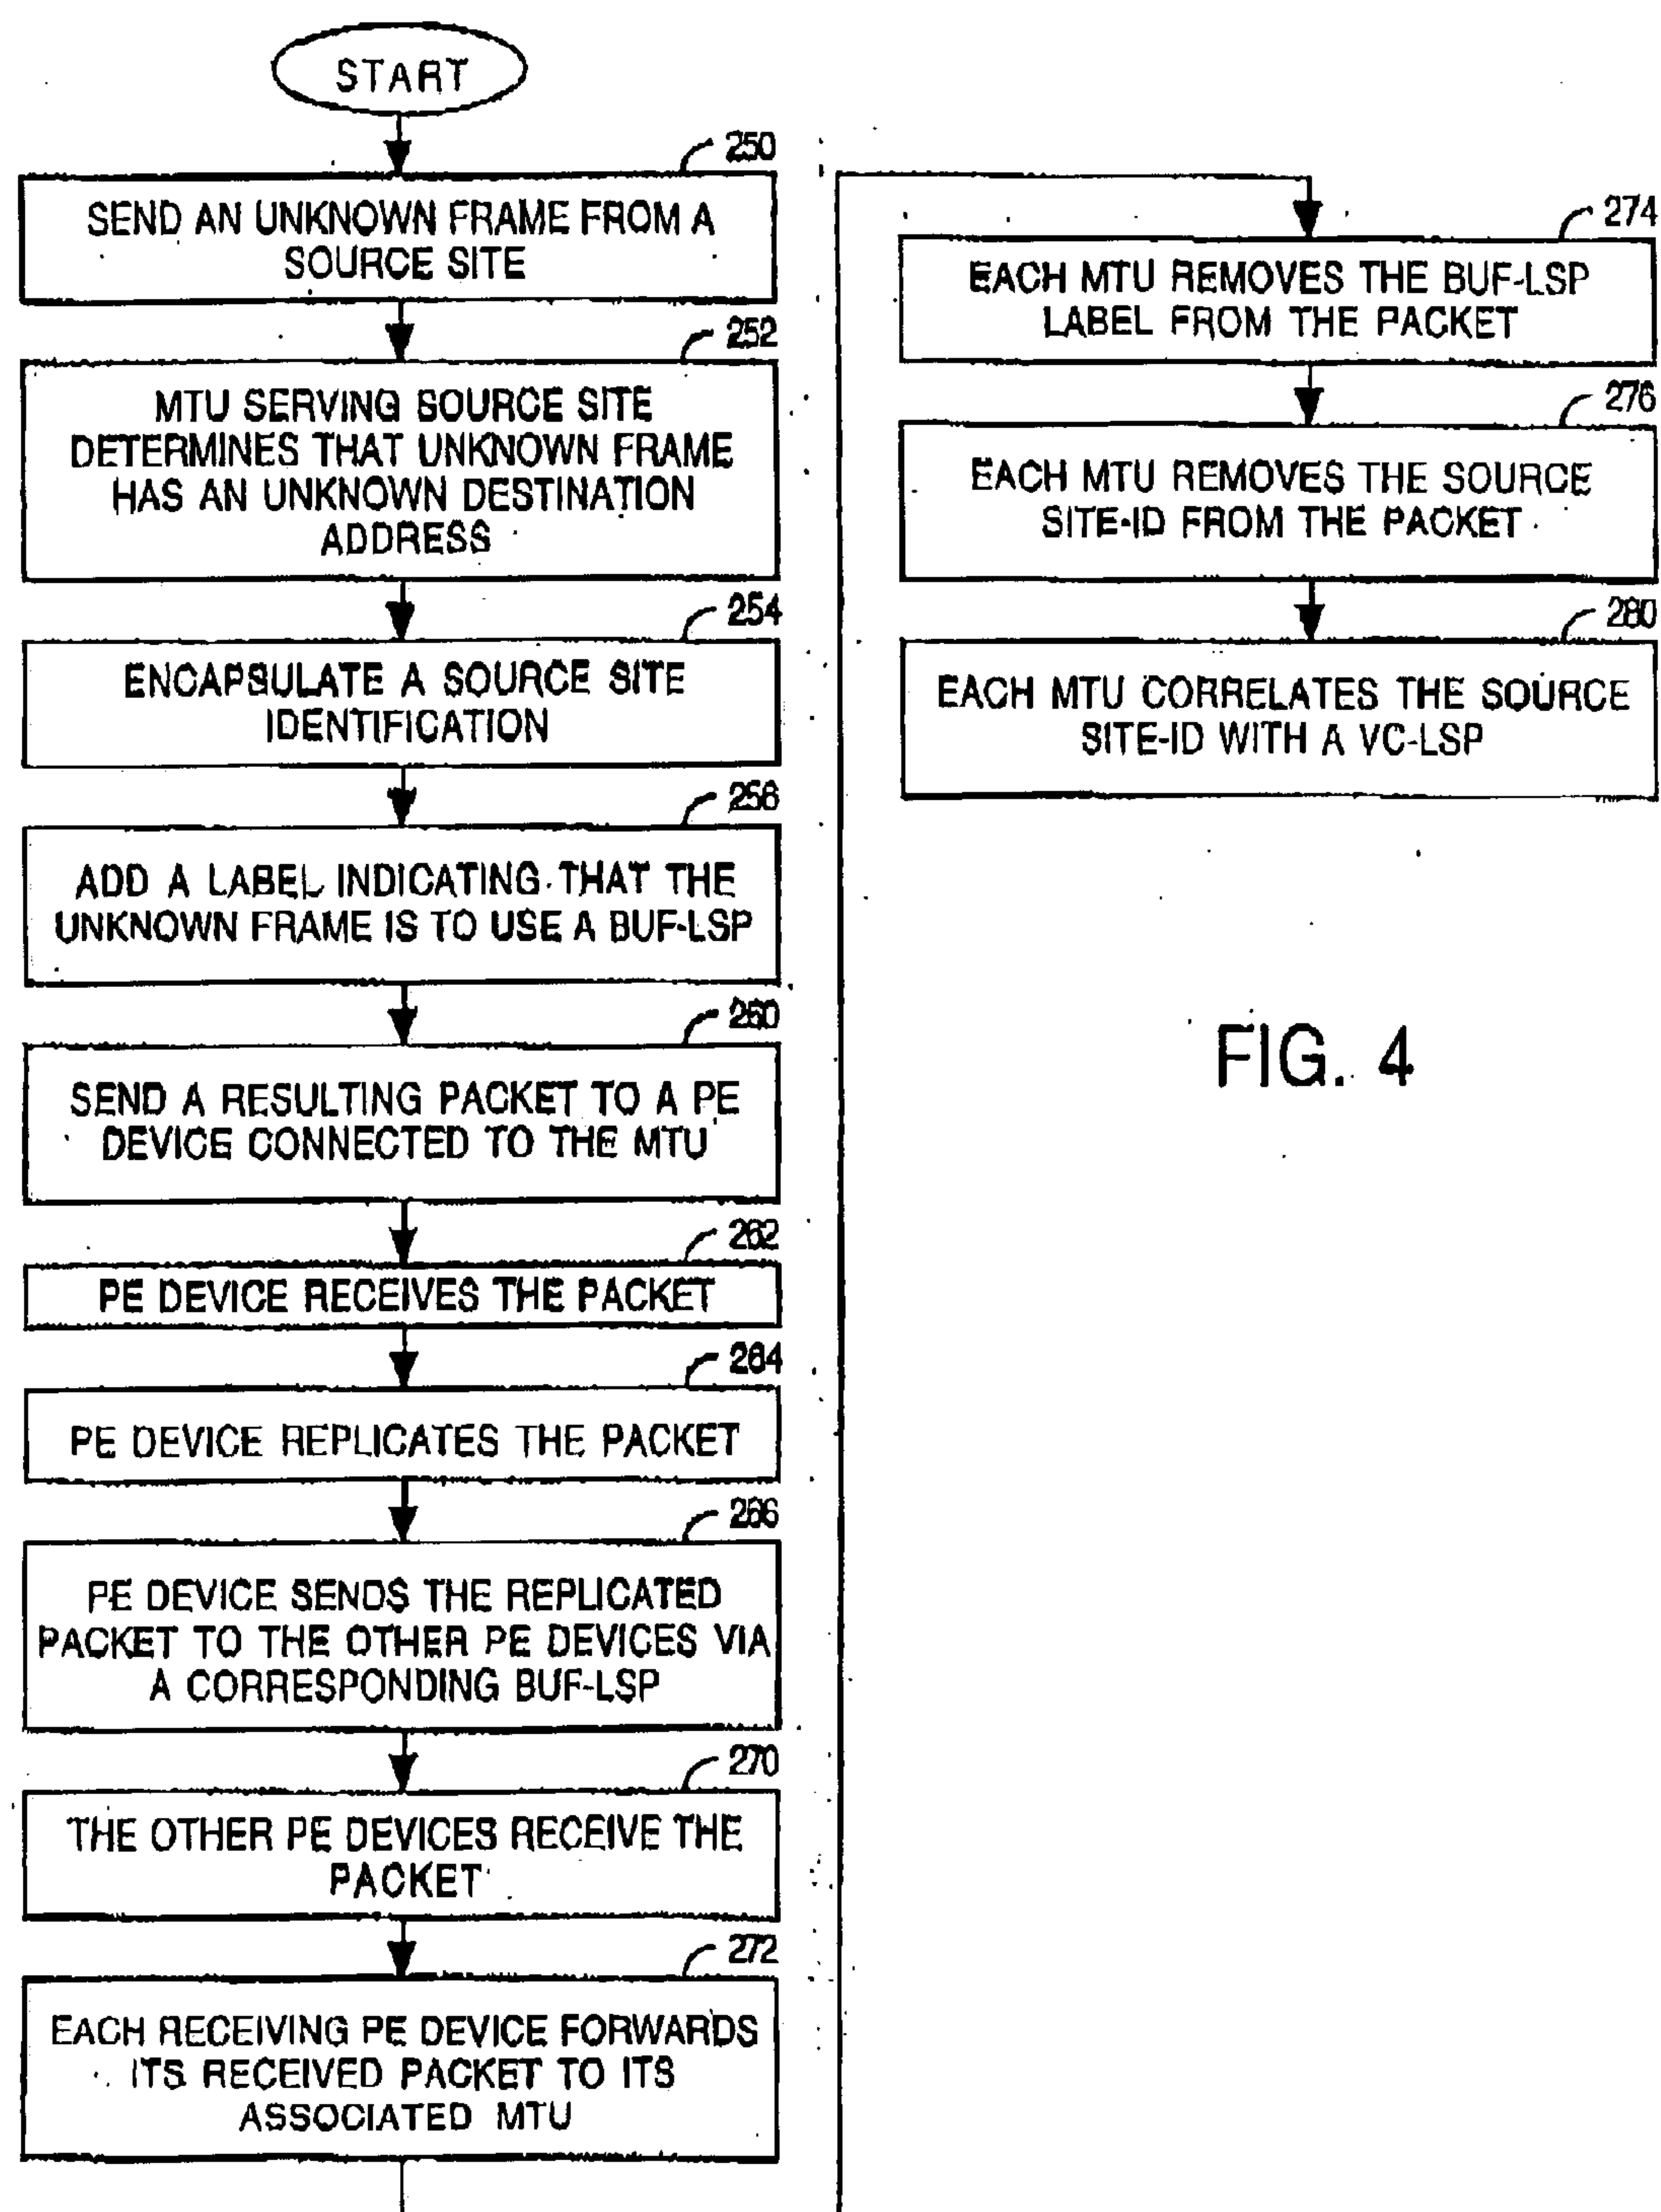 START
250
SEND AN UNKNOWN FRAME FROM A
SOURCE SITE
252
MTU SERVING SOURCE SITE
DETERMINES THAT UNKNOWN FRAME
HAS AN UNKNOWN DESTINATION
ADDRESS
254
ENCAPSULATE A SOURCE SITE
IDENTIFICATION
256
ADD A LABEL INDICATING THAT THE
UNKNOWN FRAME IS TO USE A BUF-LSP
260
SEND A RESULTING PACKET TO A PE
DEVICE CONNECTED TO THE MTU
262
PE DEVICE RECEIVES THE PACKET
264
PE DEVICE REPLICATES THE PACKET
266
PE DEVICE SENDS THE REPLICATED
PACKET TO THE OTHER PE DEVICES VIA
A CORRESPONDING BUF-LSP
270
THE OTHER PE DEVICES RECEIVE THE
PACKET
272
EACH RECEIVING PE DEVICE FORWARDS
ITS RECEIVED PACKET TO ITS
ASSOCIATED MTU
274
EACH MTU REMOVES THE BUF-LSP
LABEL FROM THE PACKET
276
EACH MTU REMOVES THE SOURCE
SITE-ID FROM THE PACKET
280
EACH MTU CORRELATES THE SOURCE
SITE-ID WITH A VC-LSP
FIG. 4